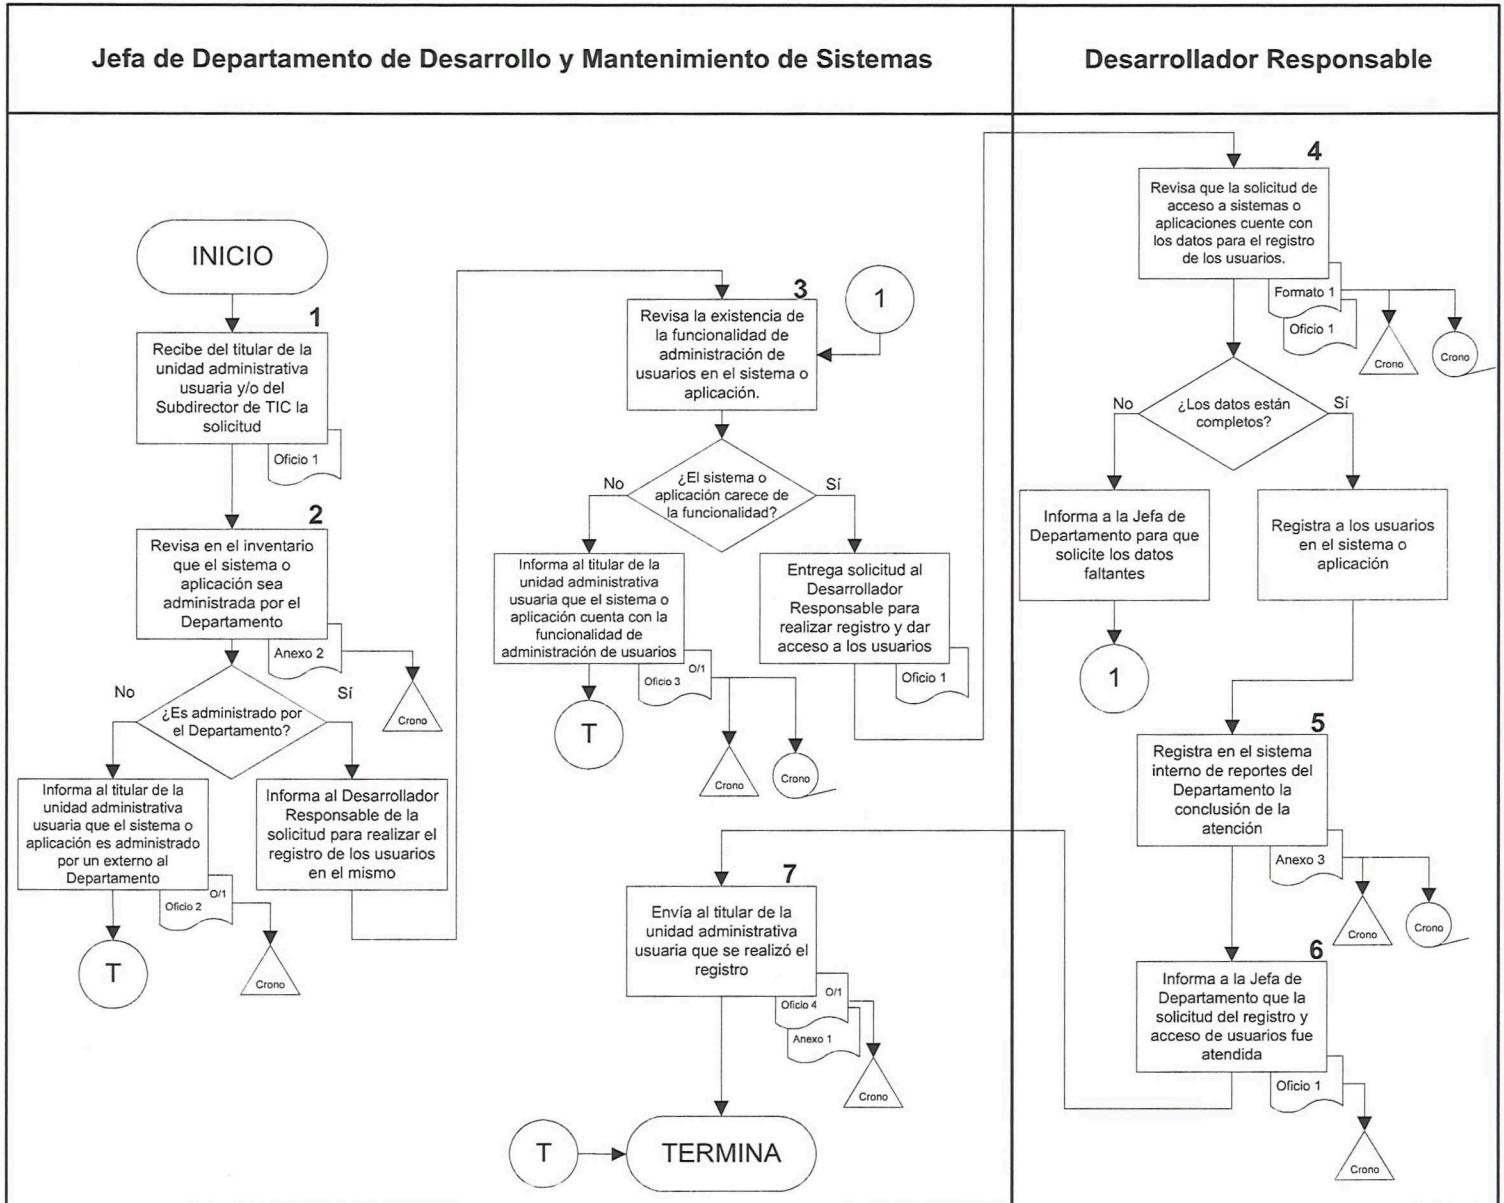 Jefa de Departamento de Desarrollo y Mantenimiento de Sistemas
Desarrollador Responsable
INICIO
1
Recibe del titular de la
unidad administrativa
usuaria y/o del
Subdirector de TIC la
solicitud
Oficio 1
2
Revisa en el inventario
que el sistema o
aplicación sea
administrada por el
Departamento
Anexo 2
Crono
¿Es administrado por
el Departamento?
No
Sí
Informa al titular de la
unidad administrativa
usuaria que el sistema o
aplicación es administrado
por un externo al
Departamento
O/1
Oficio 2
Crono
T
Informa al Desarrollador
Responsable de la
solicitud para realizar el
registro de los usuarios
en el mismo
3
1
Revisa la existencia de
la funcionalidad de
administración de
usuarios en el sistema o
aplicación.
¿El sistema o
aplicación carece de
la funcionalidad?
No
Sí
Informa al titular de la
unidad administrativa
usuaria que el sistema o
aplicación cuenta con la
funcionalidad de
administración de usuarios
O/1
Oficio 3
Crono
Crono
T
Entrega solicitud al
Desarrollador
Responsable para
realizar registro y dar
acceso a los usuarios
Oficio 1
4
Revisa que la solicitud de
acceso a sistemas o
aplicaciones cuente con
los datos para el registro
de los usuarios.
Formato 1
Oficio 1
Crono
Crono
¿Los datos están
completos?
No
Sí
Informa a la Jefa de
Departamento para que
solicite los datos
faltantes
1
Registra a los usuarios
en el sistema o
aplicación
5
Registra en el sistema
interno de reportes del
Departamento la
conclusión de la
atención
Anexo 3
Crono
Crono
6
Informa a la Jefa de
Departamento que la
solicitud del registro y
acceso de usuarios fue
atendida
Oficio 1
Crono
7
Envía al titular de la
unidad administrativa
usuaria que se realizó el
registro
O/1
Oficio 4
Anexo 1
Crono
T
TERMINA